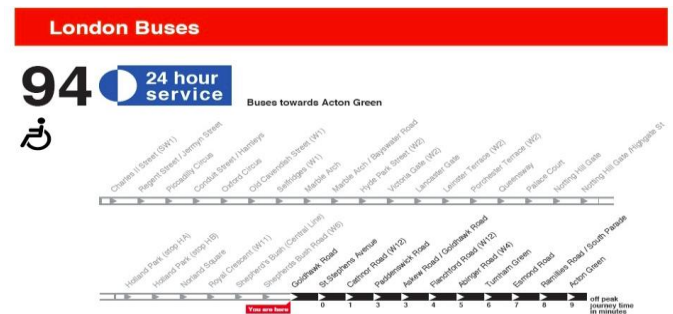 London Buses
94 24 hour service
Buses towards Acton Green
Charles II Street (SW1)
Regent Street / Jermyn Street
Piccadilly Circus
Conduit Street / Hamleys
Oxford Circus
Old Cavendish Street (W1)
Selfridges (W1)
Marble Arch
Marble Arch / Bayswater Road
Hyde Park Street (W2)
Victoria Gate (W2)
Lancaster Gate
Leinster Terrace (W2)
Porchester Terrace (W2)
Queensway
Palace Court
Notting Hill Gate
Notting Hill Gate /Highgate St
Holland Park (stop HA)
Holland Park (stop HB)
Norland Square
Royal Crescent (W11)
Shepherd's Bush (Central Line)
Shepherds Bush Road (W6)
Goldhawk Road
St.Stephens Avenue
Cathnor Road (W12)
Paddenswick Road
Askew Road / Goldhawk Road
Flanchford Road (W12)
Abinger Road (W4)
Turnham Green
Esmond Road
Ramillies Road / South Parade
Acton Green
You are here
0 1 3 3 4 5 6 7 8 9
off peak
journey time
in minutes